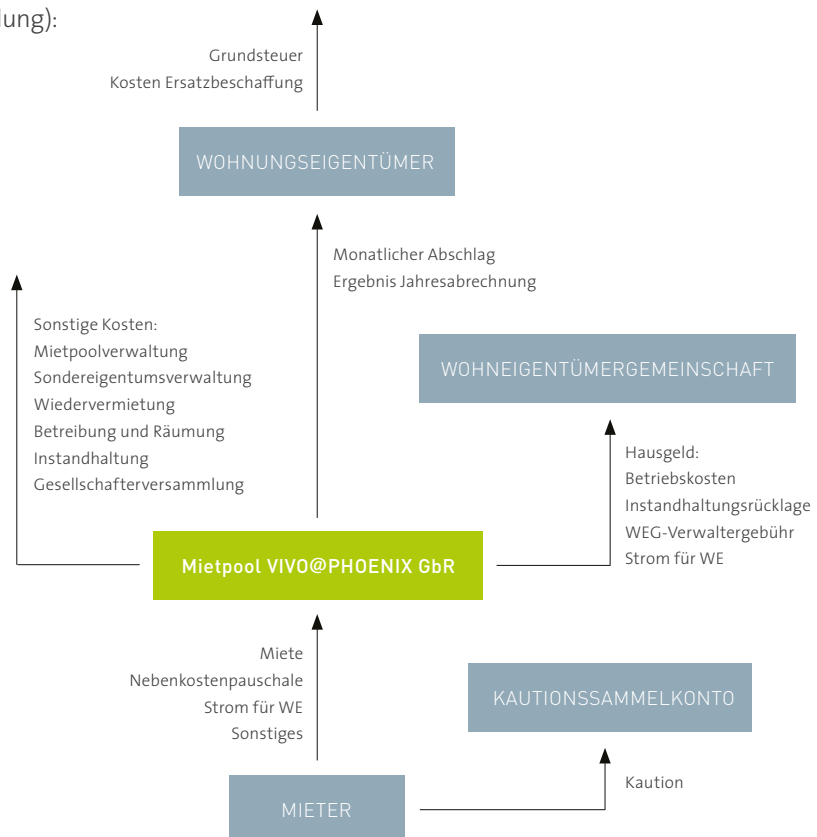 lung):
Grundsteuer
Kosten Ersatzbeschaffung
WOHNUNGSEIGENTÜMER
Monatlicher Abschlag
Ergebnis Jahresabrechnung
Sonstige Kosten:
Mietpoolverwaltung
Sondereigentumsverwaltung
Wiedervermietung
Betreibung und Räumung
Instandhaltung
Gesellschafterversammlung
WOHNEIGENTÜMERGEMEINSCHAFT
Hausgeld:
Betriebskosten
Instandhaltungsrücklage
WEG-Verwaltergebühr
Strom für WE
Mietpool VIVO@PHOENIX GbR
Miete
Nebenkostenpauschale
Strom für WE
Sonstiges
KAUTIONSSAMMELKONTO
Kaution
MIETER